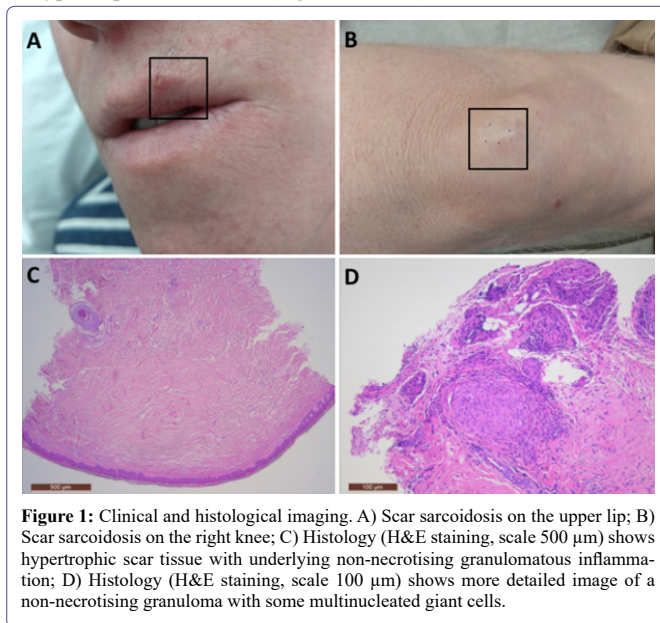 A
B
C
D
500 µm
100 µm
Figure 1: Clinical and histological imaging. A) Scar sarcoidosis on the upper lip; B)
Scar sarcoidosis on the right knee; C) Histology (H&E staining, scale 500 µm) shows
hypertrophic scar tissue with underlying non-necrotising granulomatous inflamma-
tion; D) Histology (H&E staining, scale 100 µm) shows more detailed image of a
non-necrotising granuloma with some multinucleated giant cells.